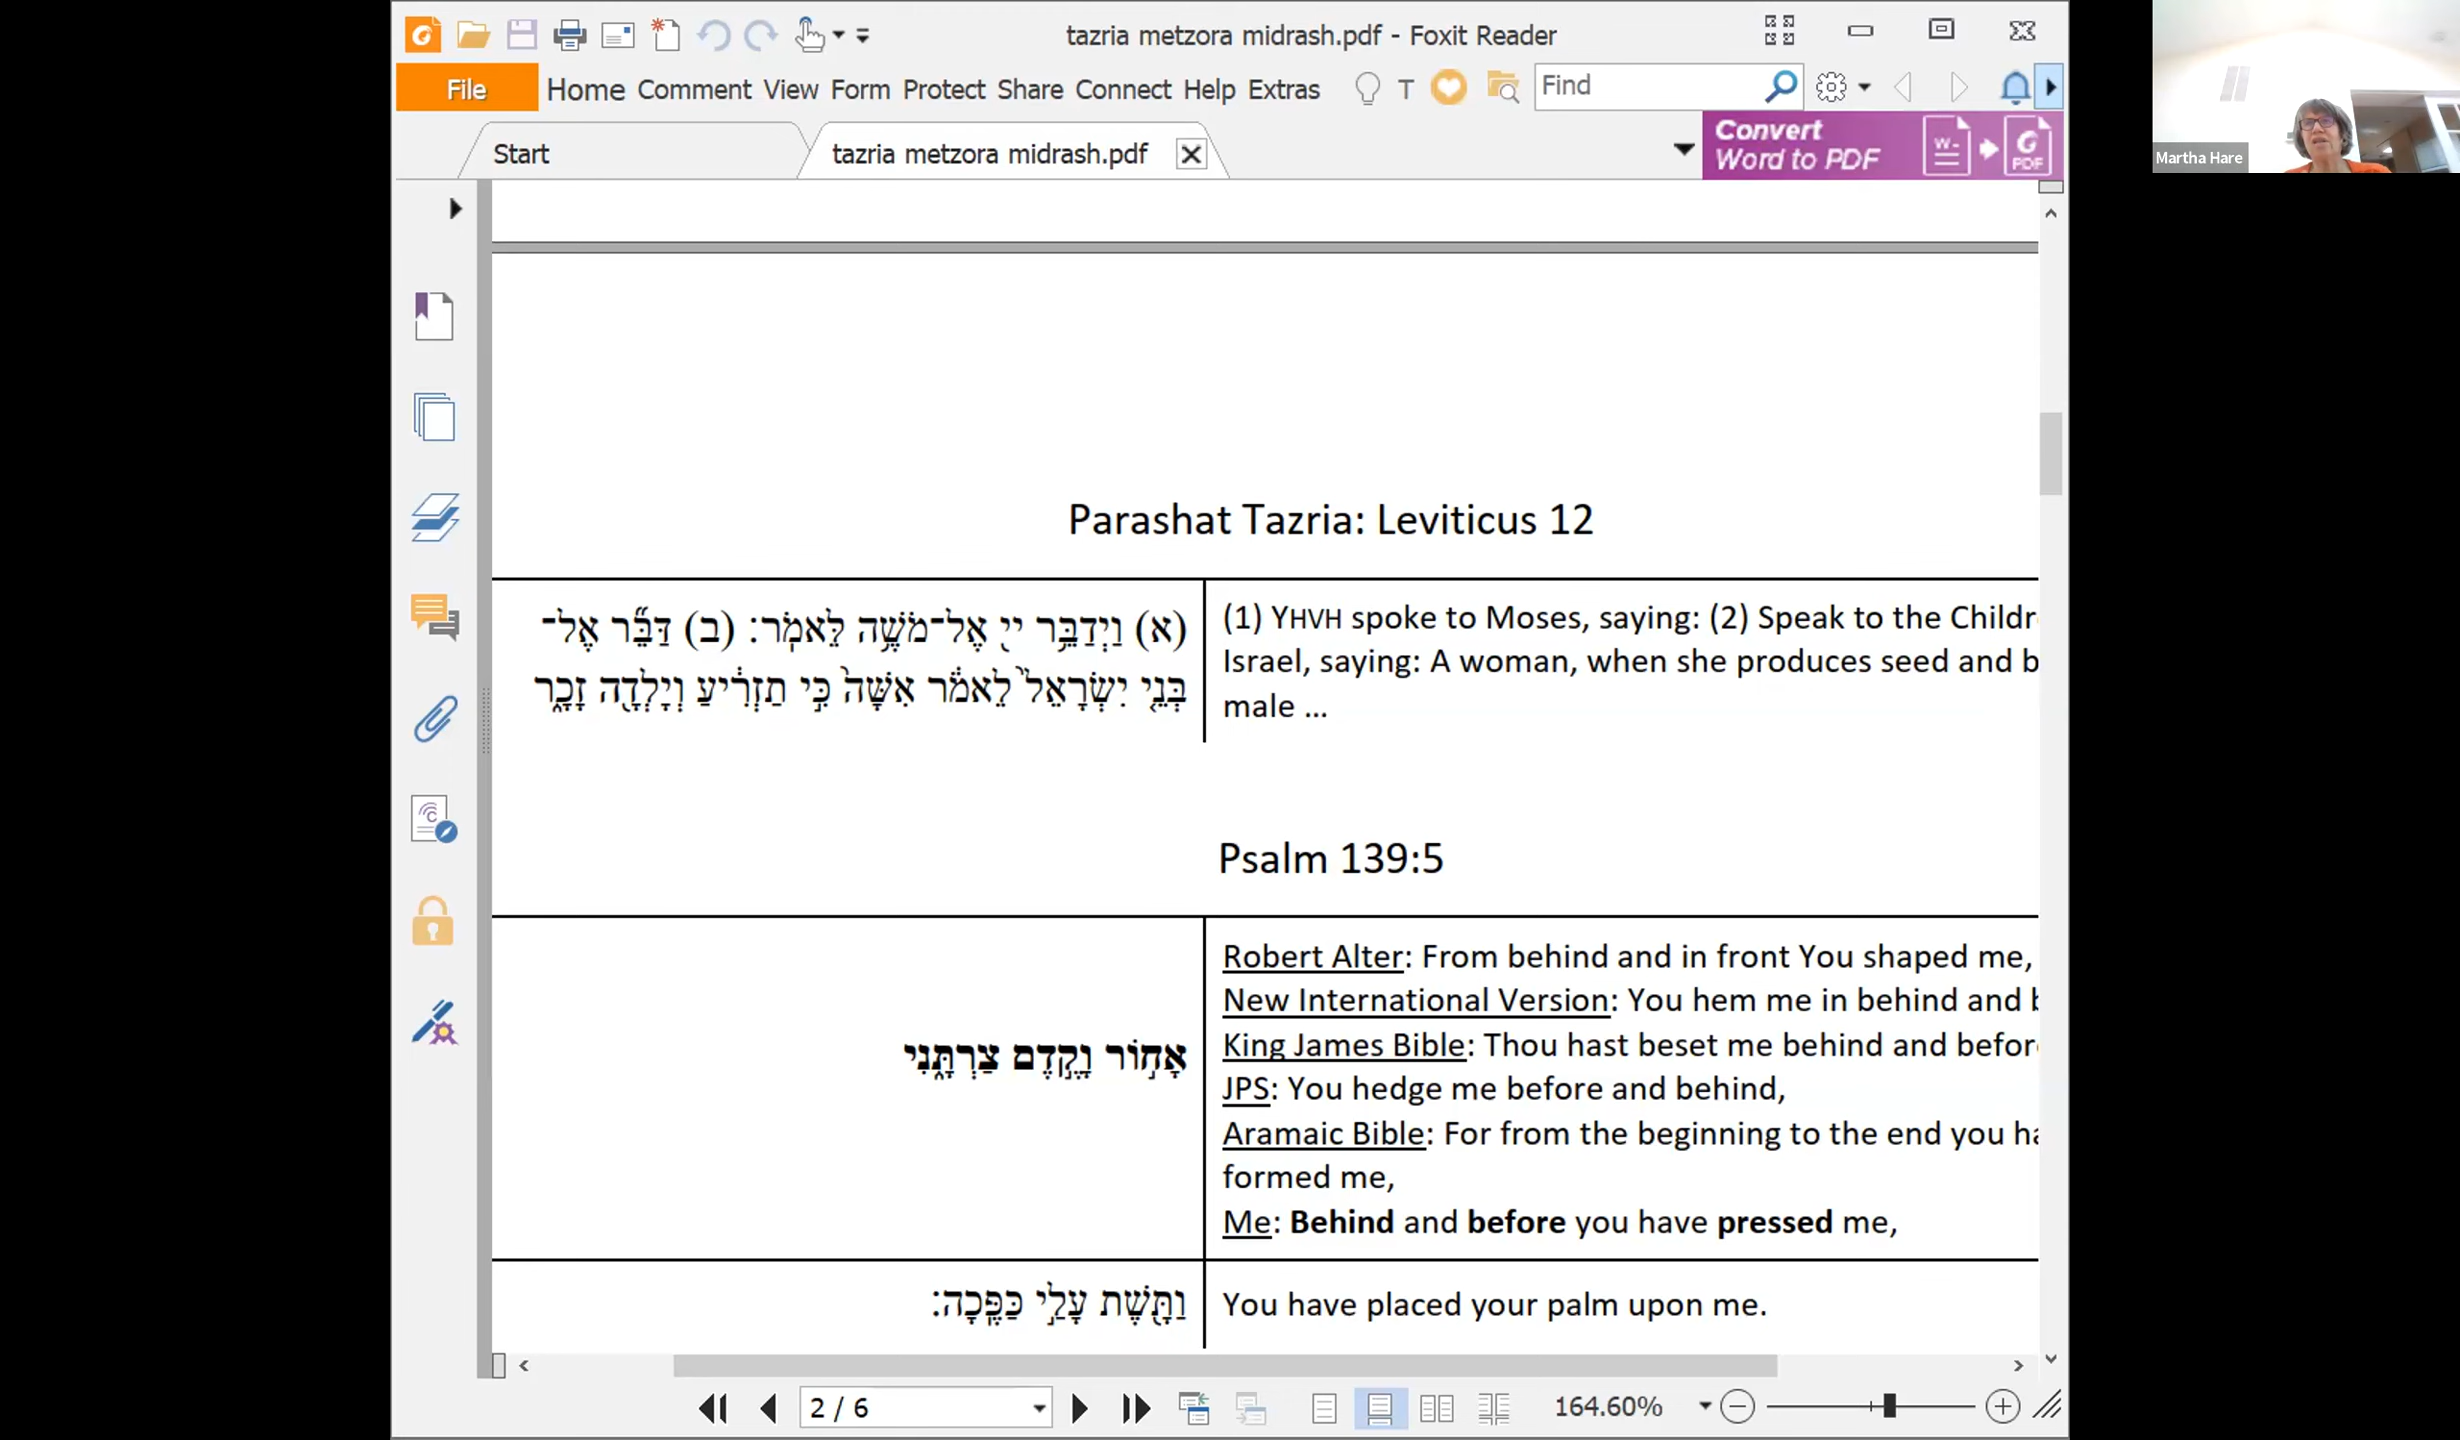 tazria metzora midrash.pdf - Foxit Reader
File Home Comment View Form Protect Share Connect Help Extras Find
Start
tazria metzora midrash.pdf
Convert
Word to PDF
Martha Hare
Parashat Tazria: Leviticus 12
(א) וַיְדַבֵּ֥ר יי֖ אֶל־מֹשֶׁ֥ה לֵּאמֹֽר׃ (ב) דַּבֵּ֞ר אֶל־
בְּנֵ֤י יִשְׂרָאֵל֙ לֵאמֹ֔ר אִשָּׁה֙ כִּ֣י תַזְרִ֔יעַ וְיָלְדָ֖ה זָכָ֑ר
(1) YHVH spoke to Moses, saying: (2) Speak to the Childr
Israel, saying: A woman, when she produces seed and b
male ...
Psalm 139:5
אָח֣וֹר וָקֶ֣דֶם צַרְתָּ֑נִי
Robert Alter: From behind and in front You shaped me,
New International Version: You hem me in behind and b
King James Bible: Thou hast beset me behind and befor
JPS: You hedge me before and behind,
Aramaic Bible: For from the beginning to the end you ha
formed me,
Me: Behind and before you have pressed me,
וַתָּ֖שֶׁת עָלַ֣י כַּפֶּֽכָה׃
You have placed your palm upon me.
2 / 6
164.60%